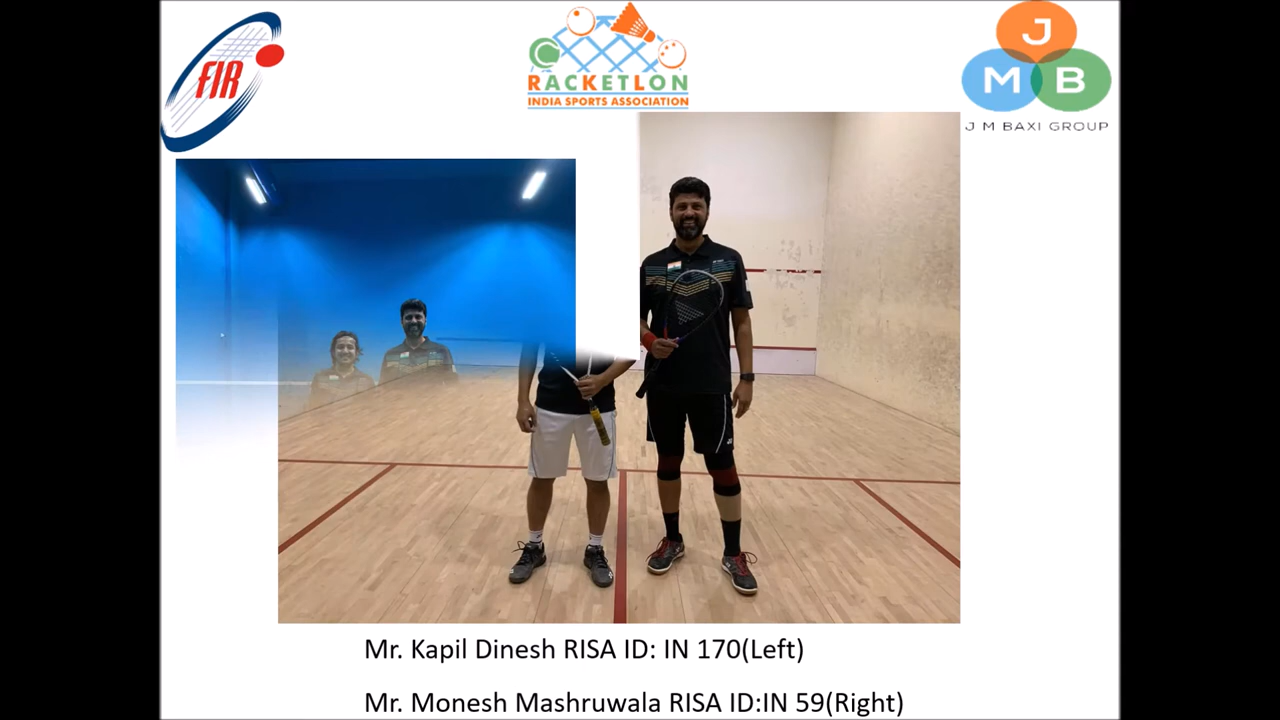 FIR
RACKETLON
INDIA SPORTS ASSOCIATION
J
M B
J M BAXI GROUP
Mr. Kapil Dinesh RISA ID: IN 170(Left)
Mr. Monesh Mashruwala RISA ID:IN 59(Right)